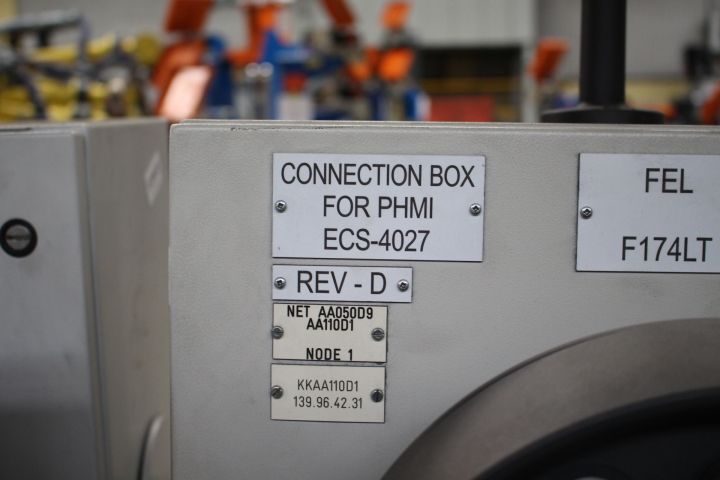 CONNECTION BOX
FOR PHMI
ECS-4027
REV - D
NET AA050D9
AA110D1
NODE 1
KKAA110D1
139.96.42.31
FEL
F174LT